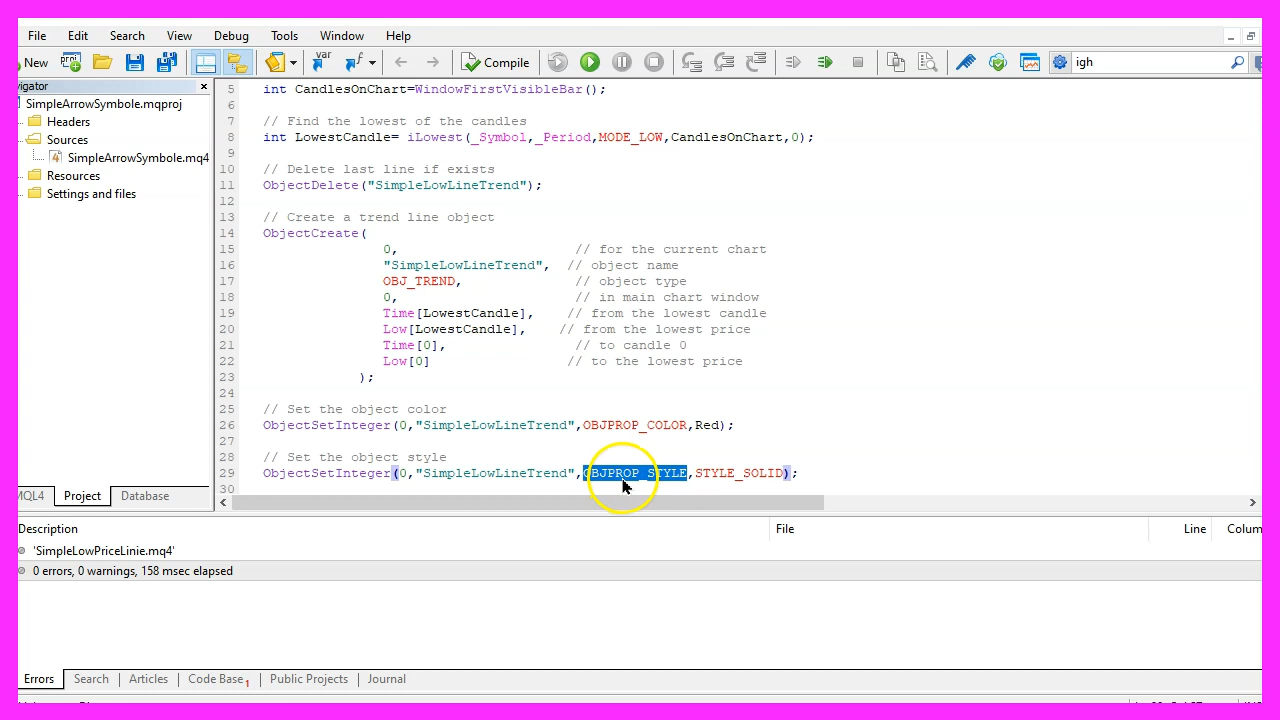 File Edit Search View Debug Tools Window Help
New Compile igh
vigator
SimpleArrowSymbole.mqproj
Headers
Sources
SimpleArrowSymbole.mq4
Resources
Settings and files
MQL4 Project Database
5 int CandlesOnChart=WindowFirstVisibleBar();
6
7 // Find the lowest of the candles
8 int LowestCandle= iLowest(_Symbol,_Period,MODE_LOW,CandlesOnChart,0);
9
10 // Delete last line if exists
11 ObjectDelete("SimpleLowLineTrend");
12
13 // Create a trend line object
14 ObjectCreate(
15 0, // for the current chart
16 "SimpleLowLineTrend", // object name
17 OBJ_TREND, // object type
18 0, // in main chart window
19 Time[LowestCandle], // from the lowest candle
20 Low[LowestCandle], // from the lowest price
21 Time[0], // to candle 0
22 Low[0] // to the lowest price
23 );
24
25 // Set the object color
26 ObjectSetInteger(0,"SimpleLowLineTrend",OBJPROP_COLOR,Red);
27
28 // Set the object style
29 ObjectSetInteger(0,"SimpleLowLineTrend",OBJPROP_STYLE,STYLE_SOLID);
30
Description File Line Colum
'SimpleLowPriceLinie.mq4'
0 errors, 0 warnings, 158 msec elapsed
Errors Search Articles Code Base 1 Public Projects Journal